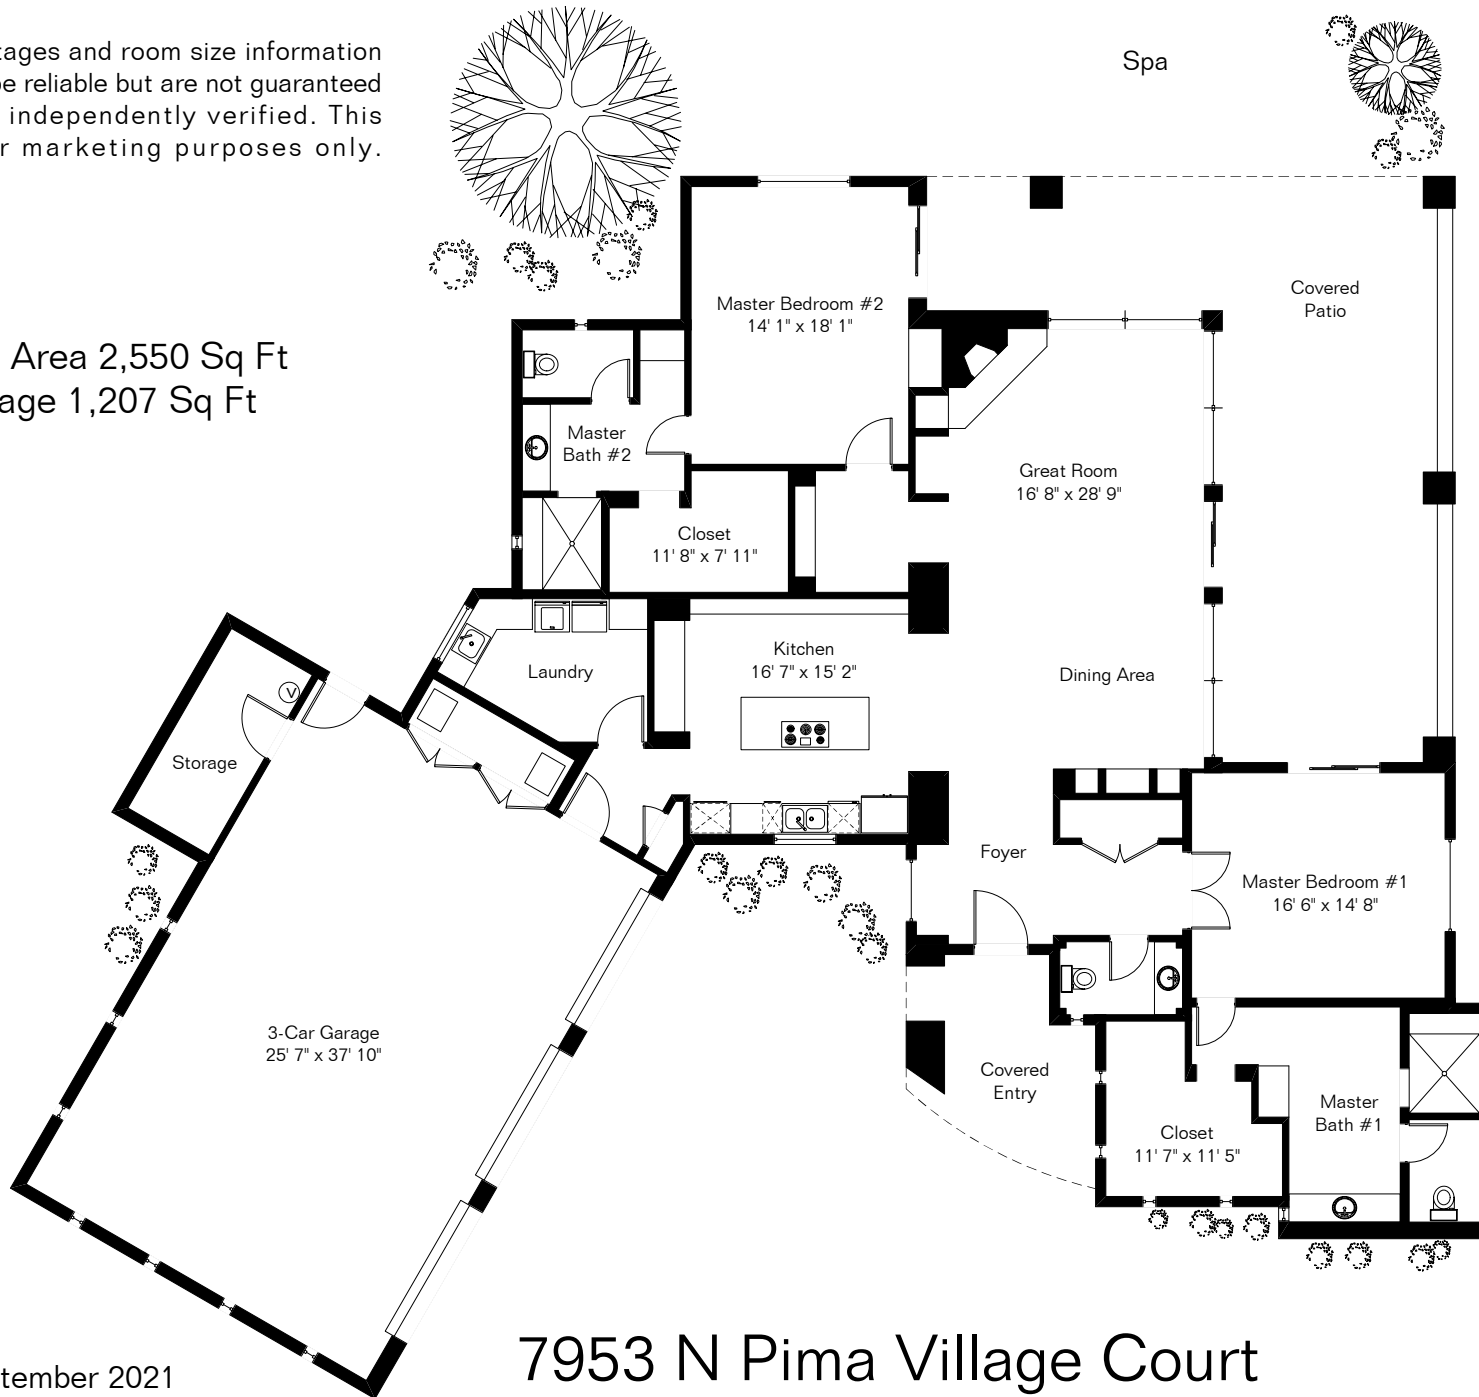 tages and room size information
be reliable but are not guaranteed
independently verified. This
r marketing purposes only.
Spa
Area 2,550 Sq Ft
age 1,207 Sq Ft
Master Bedroom #2
14' 1" x 18' 1"
Covered
Patio
Master
Bath #2
Great Room
16' 8" x 28' 9"
Closet
11' 8" x 7' 11"
Kitchen
16' 7" x 15' 2"
Laundry
Dining Area
V
Storage
Foyer
Master Bedroom #1
16' 6" x 14' 8"
3-Car Garage
25' 7" x 37' 10"
Covered
Entry
Master
Bath #1
Closet
11' 7" x 11' 5"
7953 N Pima Village Court
tember 2021